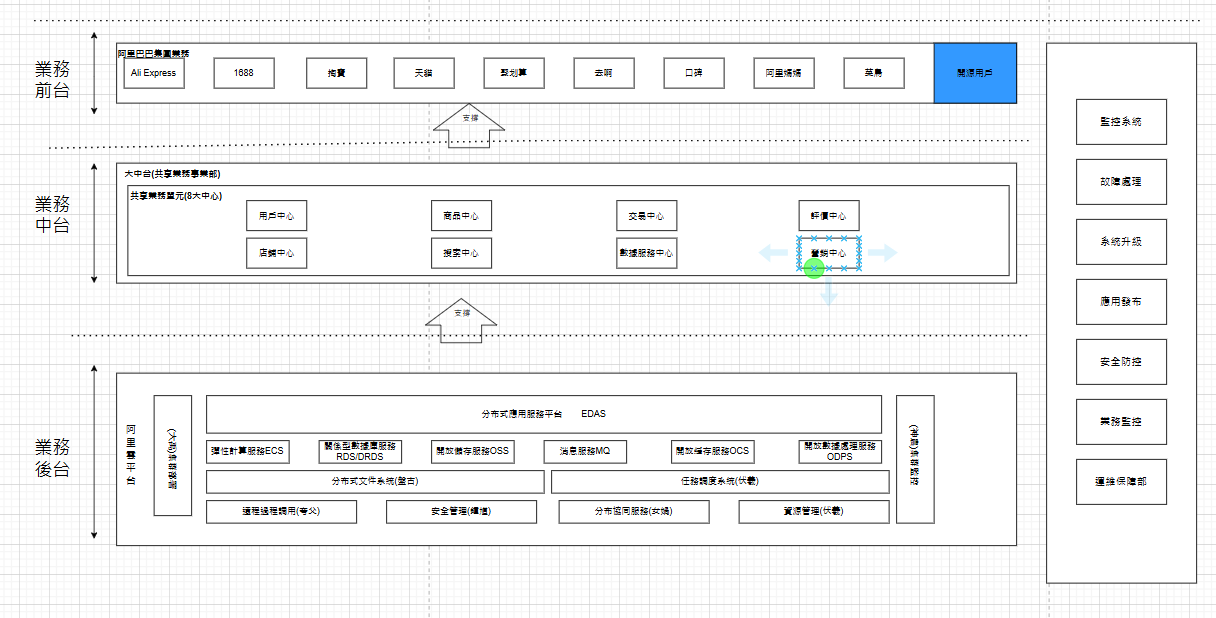 業務
前台
阿里巴巴集團業務
Ali Express
1688
掏寶
天貓
聚划算
去啊
口碑
阿里媽媽
菜鳥
開源用戶
支撐
業務
中台
大中台(共享業務事業部)
共享業務單元(8大中心)
用戶中心
商品中心
交易中心
評價中心
店鋪中心
搜索中心
數據服務中心
營銷中心
支撐
業務
後台
阿里雲平台
(大禹)集群部署
分布式應用服務平台 EDAS
彈性計算服務ECS
關係型數據庫服務
RDS/DRDS
開放儲存服務OSS
消息服務MQ
開放緩存服務OCS
開放數據處理服務
ODPS
分布式文件系統(盤古)
任務調度系統(伏羲)
遠程過程調用(夸父)
安全管理(鍾馗)
分布協同服務(女媧)
資源管理(伏羲)
(神農)集群監控
監控系統
故障處理
系統升級
應用發布
安全防控
業務監控
運維保障部